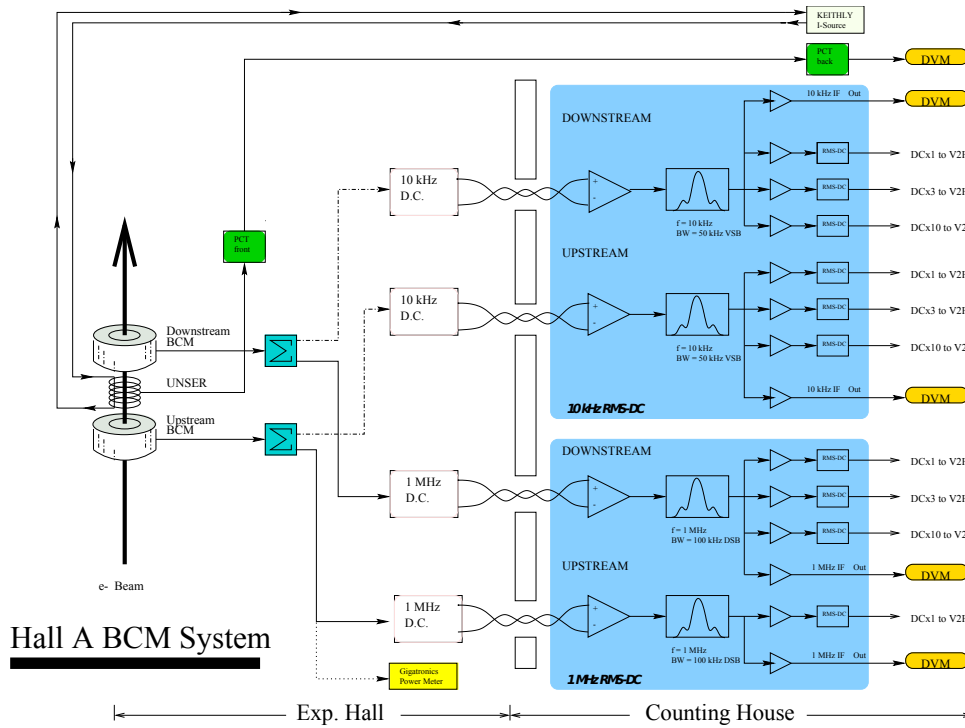 KEITHLY
I-Source
PCT
back
DVM
10 kHz IF Out
DVM
DOWNSTREAM
RMS-DC
DCx1 to V2F
10 kHz
D.C.
+
-
RMS-DC
DCx3 to V2F
f = 10 kHz
BW = 50 kHz VSB
RMS-DC
DCx10 to V2
PCT
front
UPSTREAM
RMS-DC
DCx1 to V2F
10 kHz
D.C.
+
-
RMS-DC
DCx3 to V2F
Downstream
BCM
Σ
f = 10 kHz
BW = 50 kHz VSB
RMS-DC
DCx10 to V2
UNSER
10 kHz IF Out
DVM
10 kHz RMS-DC
Upstream
BCM
Σ
DOWNSTREAM
RMS-DC
DCx1 to V2F
1 MHz
D.C.
+
-
RMS-DC
DCx3 to V2F
f = 1 MHz
BW = 100 kHz DSB
RMS-DC
DCx10 to V2
UPSTREAM
1 MHz IF Out
DVM
e- Beam
1 MHz
D.C.
+
-
RMS-DC
DCx1 to V2F
f = 1 MHz
BW = 100 kHz DSB
1 MHz IF Out
DVM
Hall A BCM System
Gigatronics
Power Meter
1 MHz RMS-DC
Exp. Hall
Counting House